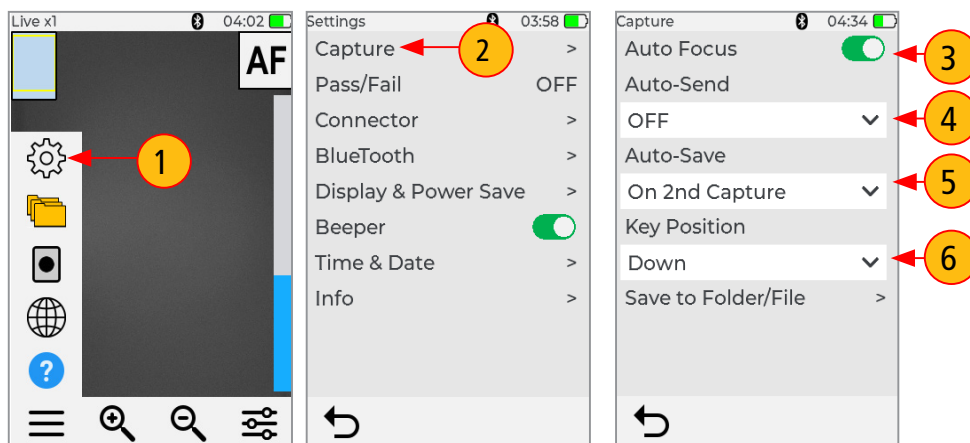 Live x1 04:02
AF
1
?
Settings 03:58
Capture >
2
Pass/Fail OFF
Connector >
BlueTooth >
Display & Power Save >
Beeper
Time & Date >
Info >
Capture 04:34
Auto Focus
3
Auto-Send
OFF
4
Auto-Save
On 2nd Capture
5
Key Position
Down
6
Save to Folder/File >